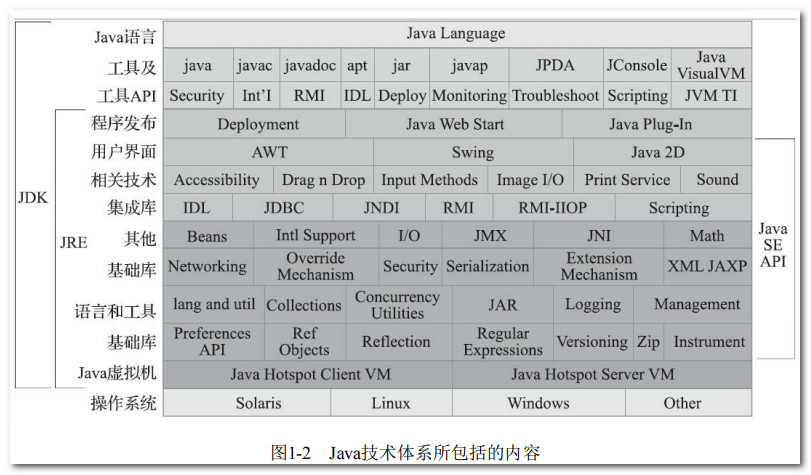 Java语言 Java Language
工具及 java javac javadoc apt jar javap JPDA JConsole Java VisualVM
工具API Security Int'l RMI IDL Deploy Monitoring Troubleshoot Scripting JVM TI
程序发布 Deployment Java Web Start Java Plug-In
用户界面 AWT Swing Java 2D
相关技术 Accessibility Drag n Drop Input Methods Image I/O Print Service Sound
集成库 IDL JDBC JNDI RMI RMI-IIOP Scripting
其他 Beans Intl Support I/O JMX JNI Math
基础库 Networking Override Mechanism Security Serialization Extension Mechanism XML JAXP
语言和工具 lang and util Collections Concurrency Utilities JAR Logging Management
基础库 Preferences API Ref Objects Reflection Regular Expressions Versioning Zip Instrument
Java虚拟机 Java Hotspot Client VM Java Hotspot Server VM
操作系统 Solaris Linux Windows Other
JDK
JRE
Java
SE
API
图1-2 Java技术体系所包括的内容